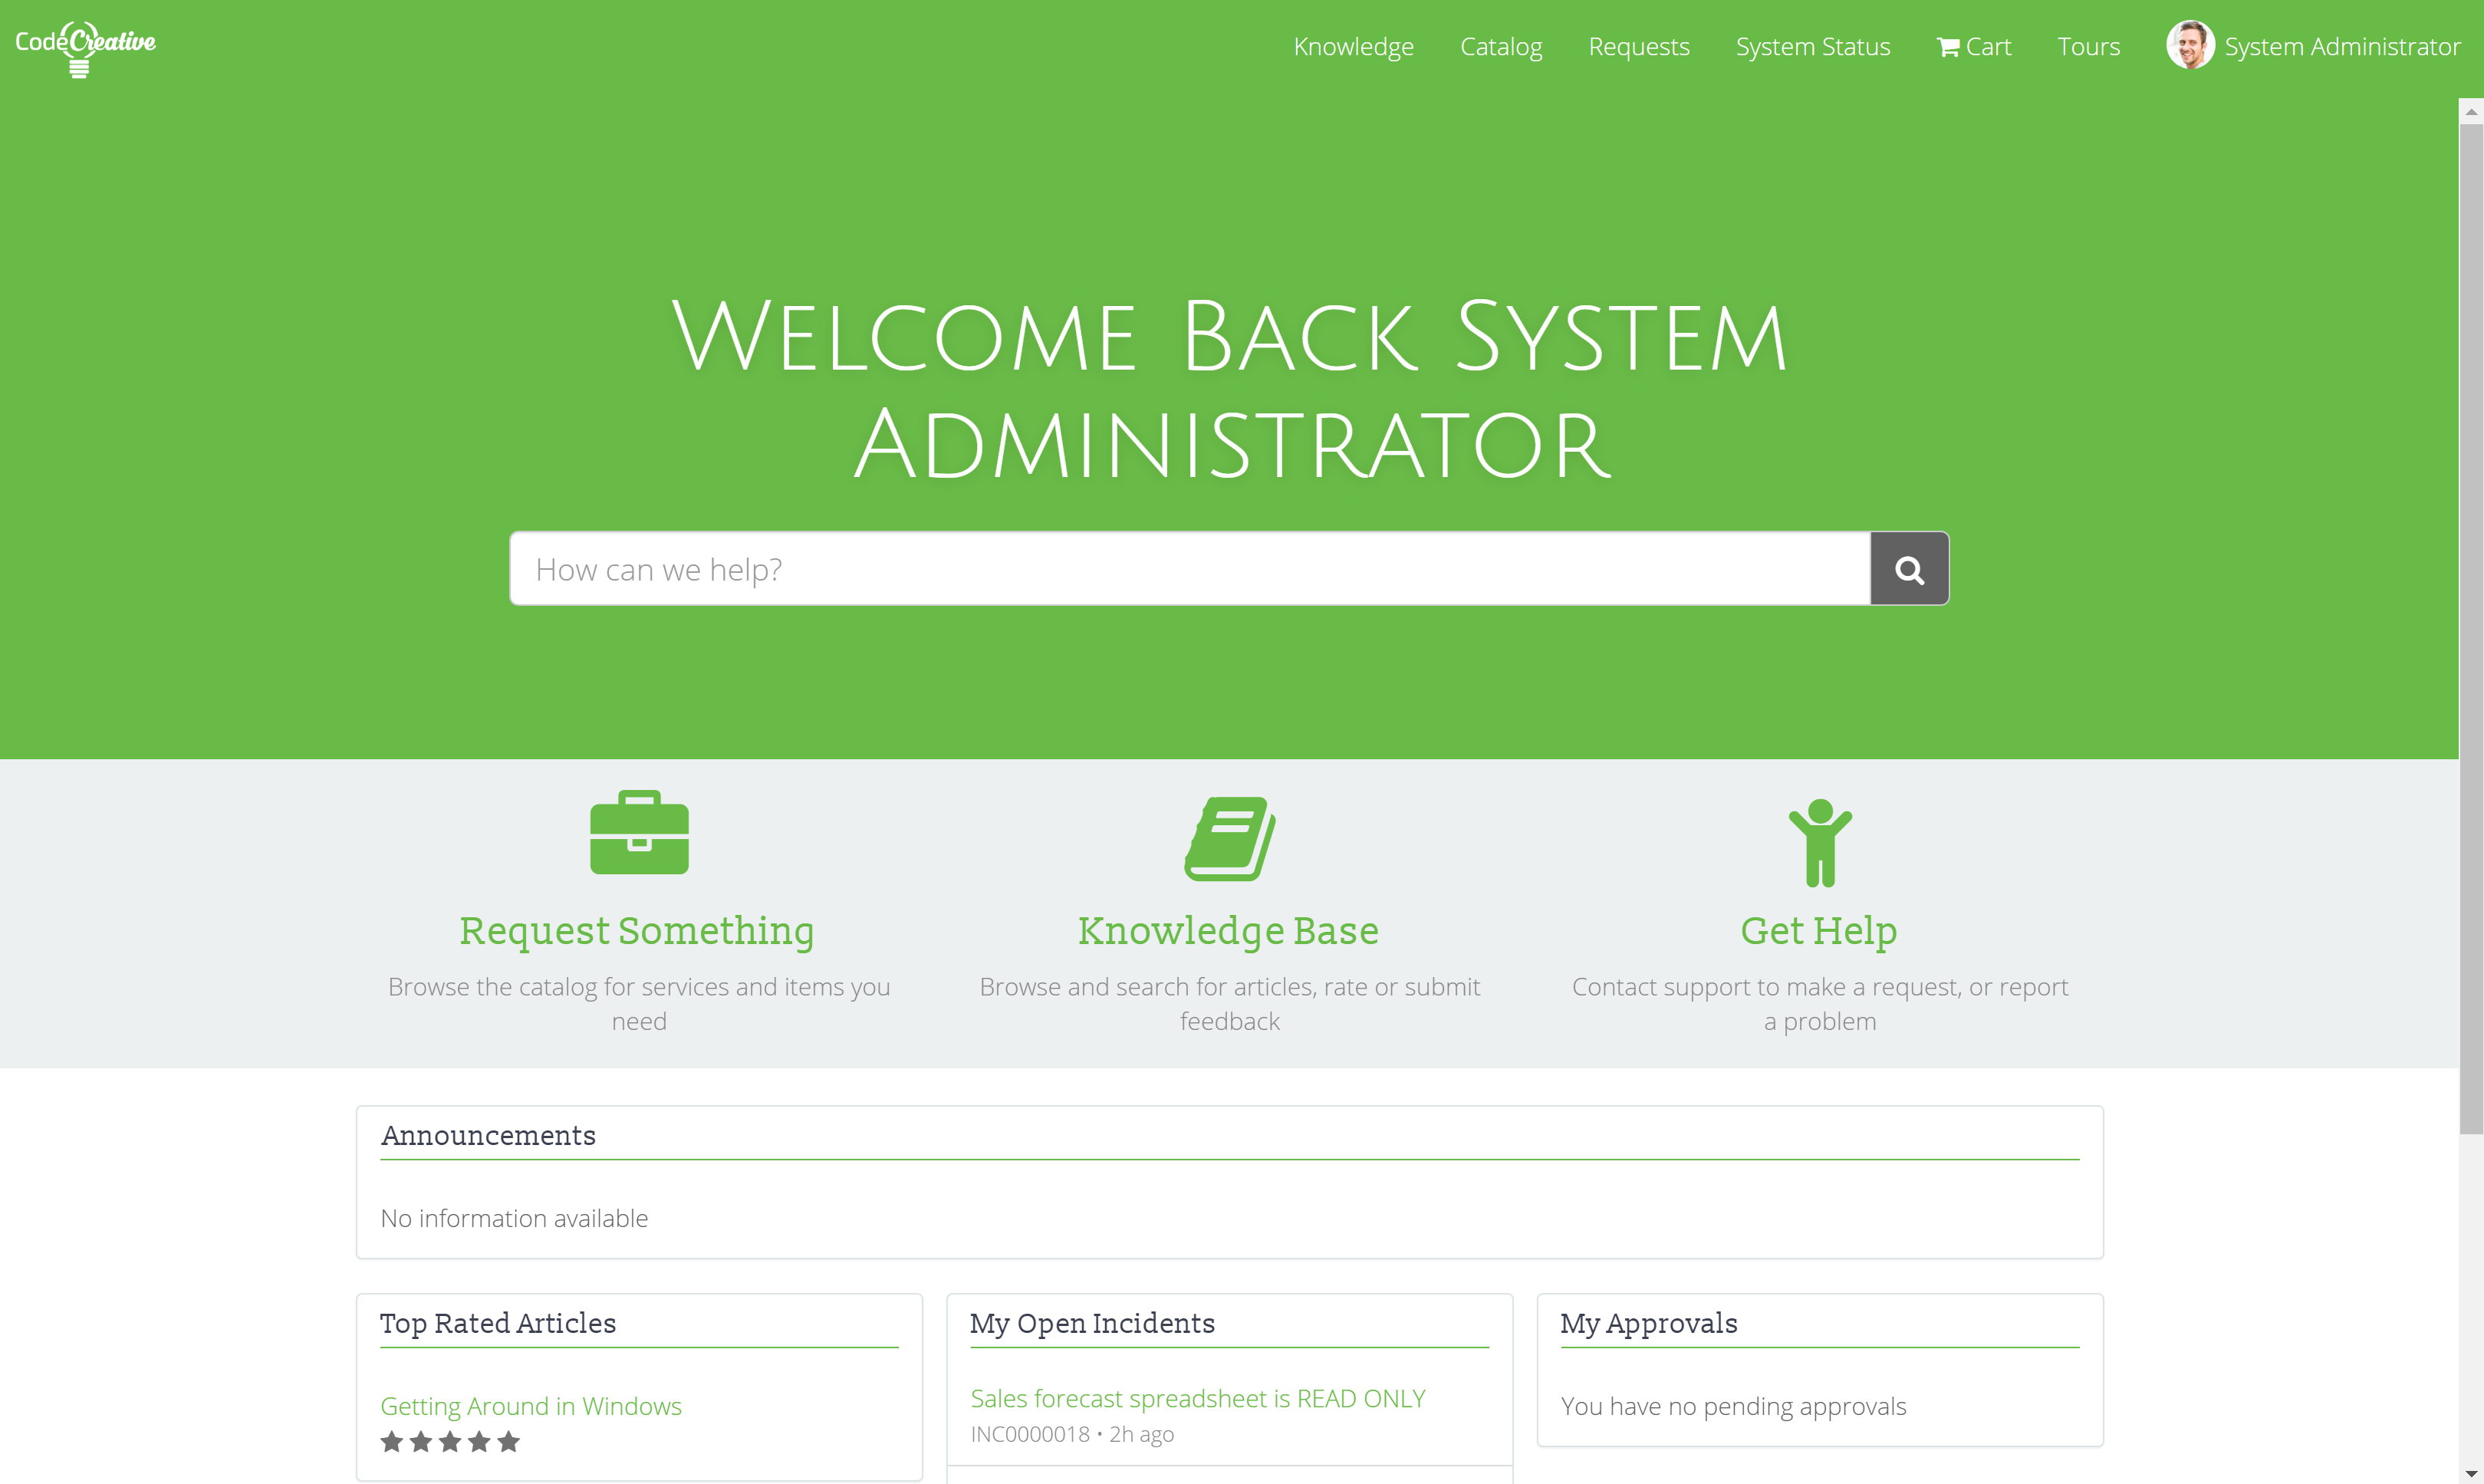 CodeCreative
Knowledge
Catalog
Requests
System Status
Cart
Tours
System Administrator
Welcome Back System
Administrator
How can we help?
Request Something
Browse the catalog for services and items you
need
Knowledge Base
Browse and search for articles, rate or submit
feedback
Get Help
Contact support to make a request, or report
a problem
Announcements
No information available
Top Rated Articles
Getting Around in Windows
My Open Incidents
Sales forecast spreadsheet is READ ONLY
INC0000018 • 2h ago
My Approvals
You have no pending approvals